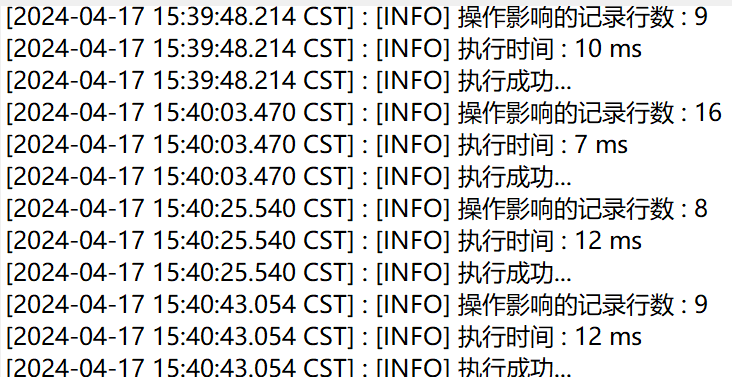 [2024-04-17 15:39:48.214 CST] : [INFO] 操作影响的记录行数 : 9
[2024-04-17 15:39:48.214 CST] : [INFO] 执行时间 : 10 ms
[2024-04-17 15:39:48.214 CST] : [INFO] 执行成功...
[2024-04-17 15:40:03.470 CST] : [INFO] 操作影响的记录行数 : 16
[2024-04-17 15:40:03.470 CST] : [INFO] 执行时间 : 7 ms
[2024-04-17 15:40:03.470 CST] : [INFO] 执行成功...
[2024-04-17 15:40:25.540 CST] : [INFO] 操作影响的记录行数 : 8
[2024-04-17 15:40:25.540 CST] : [INFO] 执行时间 : 12 ms
[2024-04-17 15:40:25.540 CST] : [INFO] 执行成功...
[2024-04-17 15:40:43.054 CST] : [INFO] 操作影响的记录行数 : 9
[2024-04-17 15:40:43.054 CST] : [INFO] 执行时间 : 12 ms
[2024-04-17 15:40:43.054 CST] : [INFO] 执行成功...